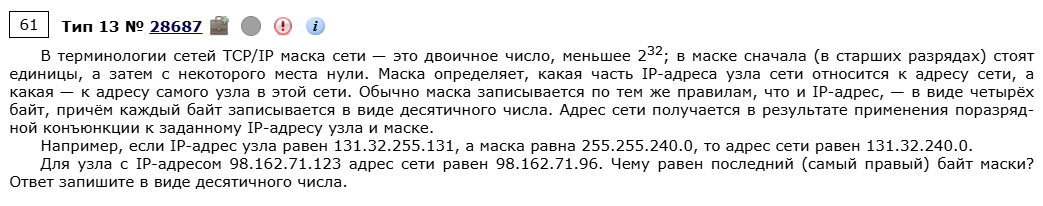 61 Тип 13 № 28687
В терминологии сетей TCP/IP маска сети — это двоичное число, меньшее 2³²; в маске сначала (в старших разрядах) стоят
единицы, а затем с некоторого места нули. Маска определяет, какая часть IP-адреса узла сети относится к адресу сети, а
какая — к адресу самого узла в этой сети. Обычно маска записывается по тем же правилам, что и IP-адрес, — в виде четырёх
байт, причём каждый байт записывается в виде десятичного числа. Адрес сети получается в результате применения поразряд-
ной конъюнкции к заданному IP-адресу узла и маске.
Например, если IP-адрес узла равен 131.32.255.131, а маска равна 255.255.240.0, то адрес сети равен 131.32.240.0.
Для узла с IP-адресом 98.162.71.123 адрес сети равен 98.162.71.96. Чему равен последний (самый правый) байт маски?
Ответ запишите в виде десятичного числа.